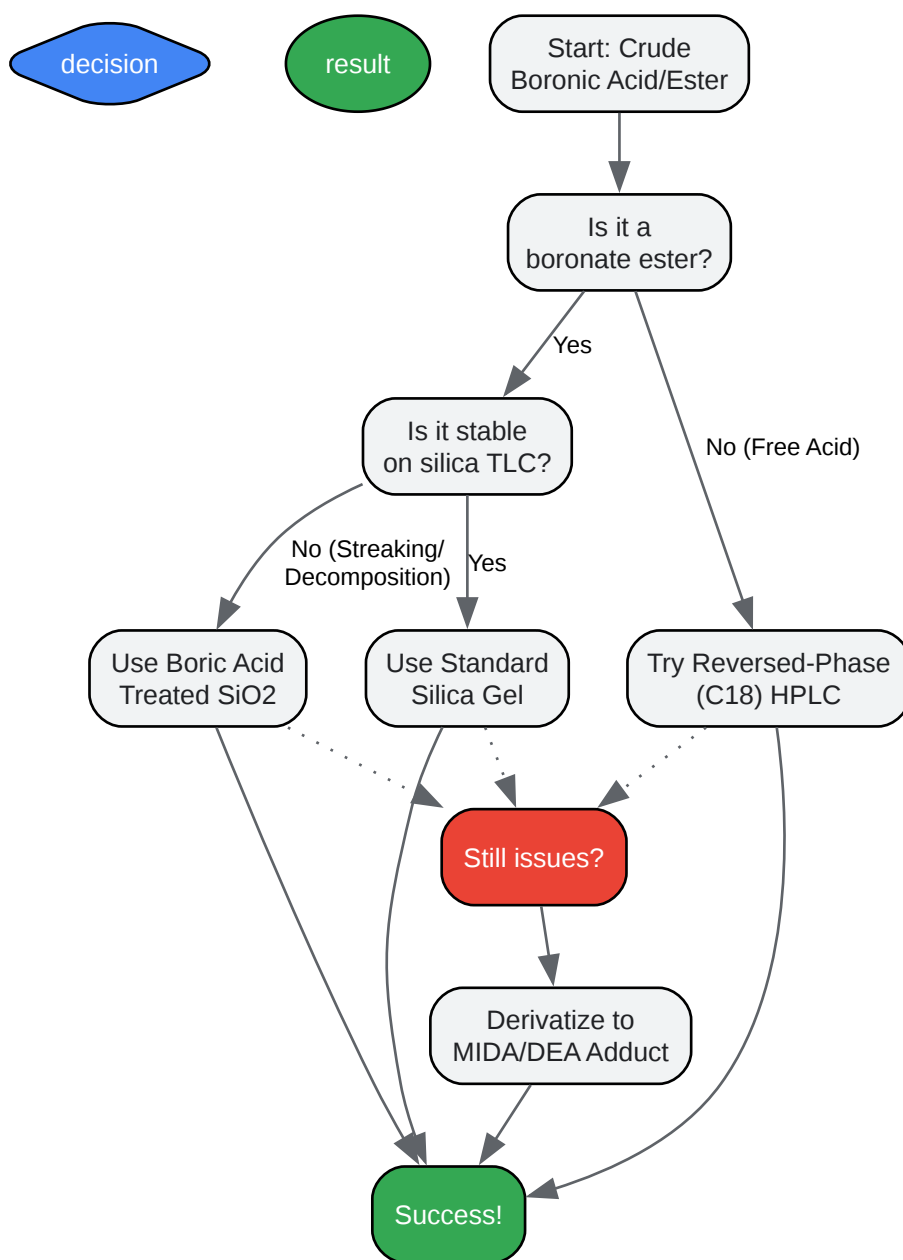 decision
result
Start: Crude
Boronic Acid/Ester
Is it a
boronate ester?
Yes
Is it stable
on silica TLC?
No (Free Acid)
No (Streaking/
Decomposition)
Yes
Use Boric Acid
Treated SiO2
Use Standard
Silica Gel
Try Reversed-Phase
(C18) HPLC
Still issues?
Derivatize to
MIDA/DEA Adduct
Success!